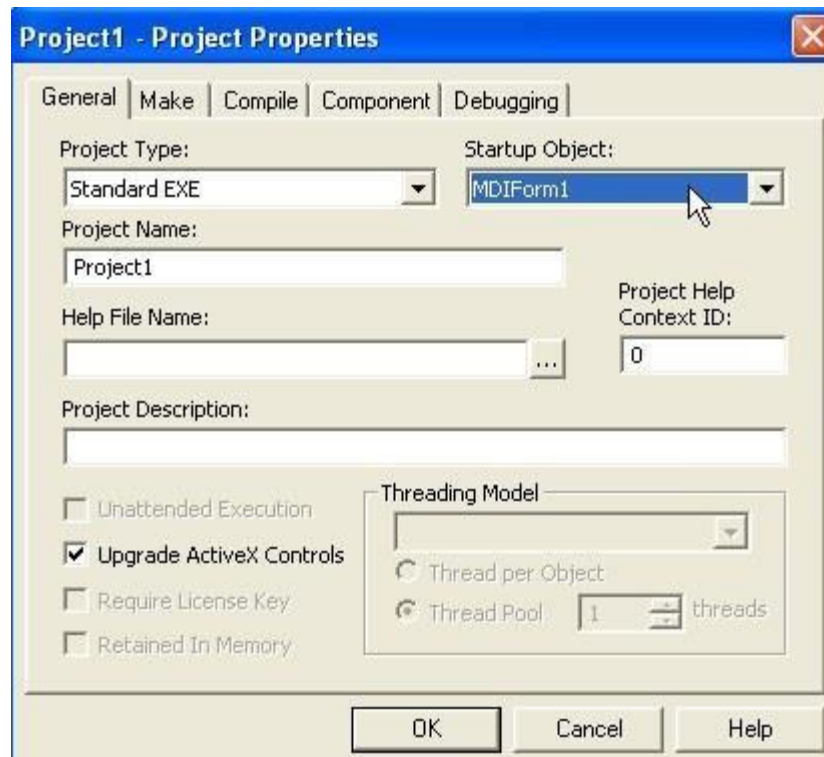 Project1 - Project Properties
General Make Compile Component Debugging
Project Type:
Startup Object:
Standard EXE
MDIForm1
Project Name:
Project1
Project Help
Context ID:
Help File Name:
...
0
Project Description:
Unattended Execution
Upgrade ActiveX Controls
Require License Key
Retained In Memory
Threading Model
Thread per Object
Thread Pool 1 threads
OK Cancel Help